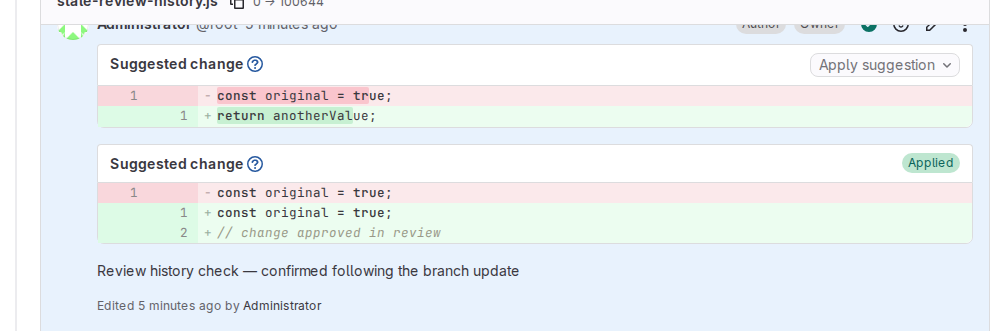 stale-review-history.js 0 → 100644
Administrator @root 5 minutes ago Author Owner
Suggested change Apply suggestion
1 - const original = true;
1 + return anotherValue;
Suggested change Applied
1 - const original = true;
1 + const original = true;
2 + // change approved in review
Review history check — confirmed following the branch update
Edited 5 minutes ago by Administrator